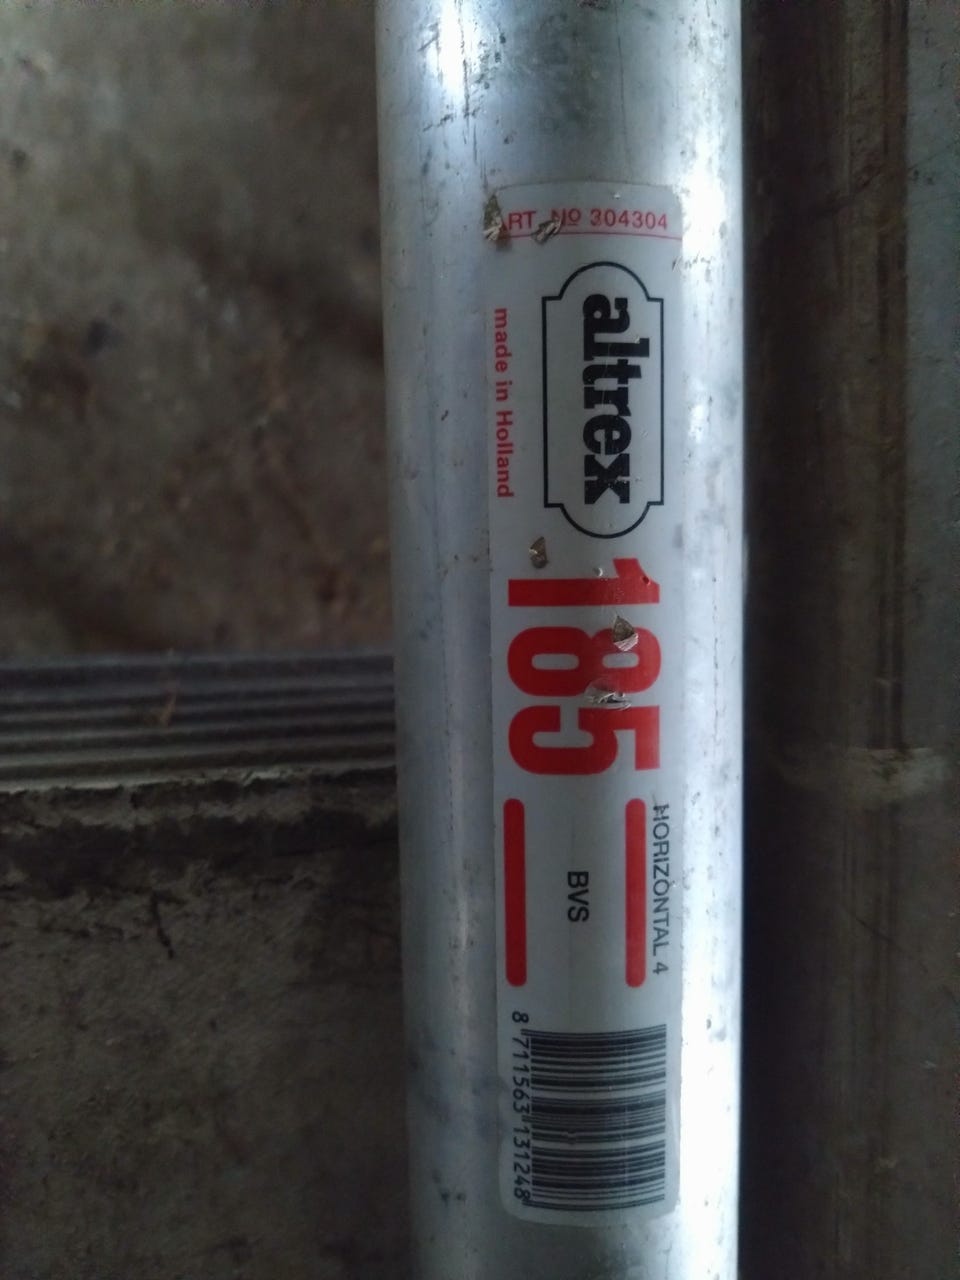 ART. Nº 304304
altrex
made in Holland
185
HORIZONTAL 4
BVS
8 711563 131248